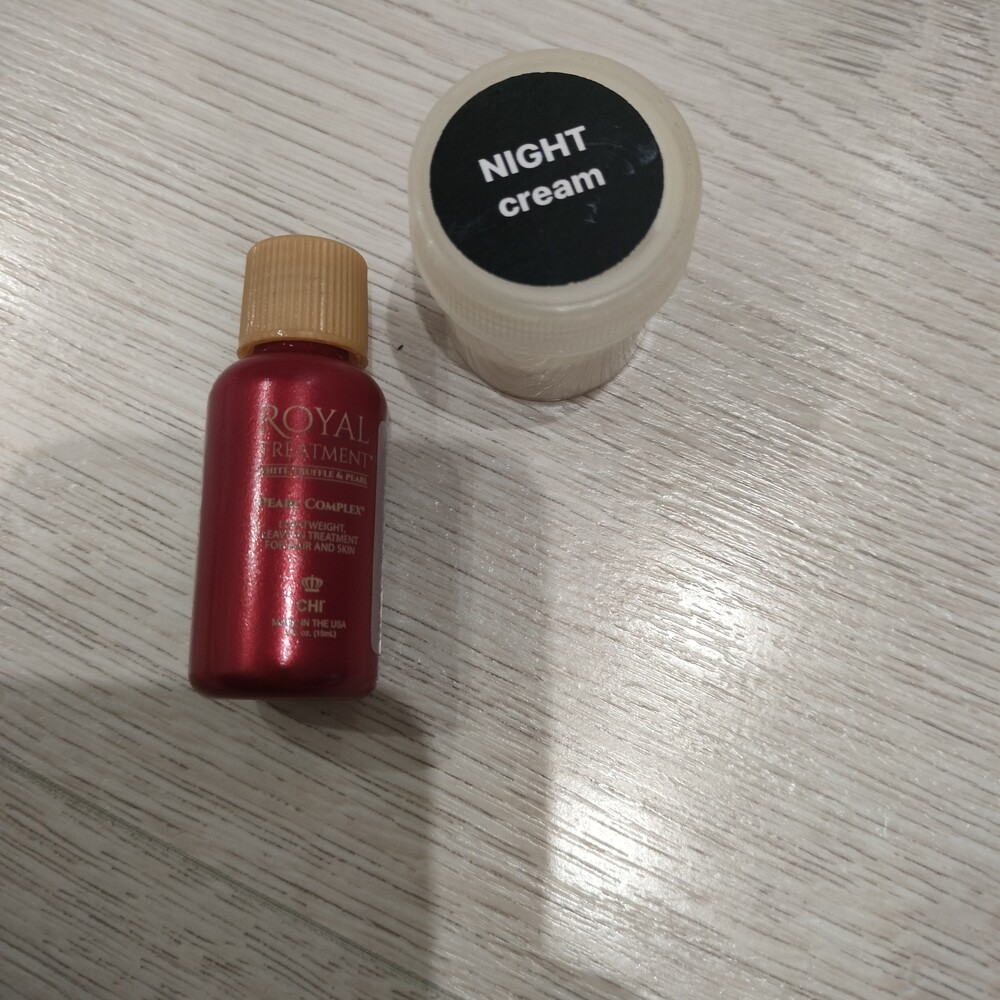 NIGHT
cream
ROYAL
TREATMENT
WHITE TRUFFLE & PEARL
PEARL COMPLEX®
LIGHTWEIGHT,
LEAVE-IN TREATMENT
FOR HAIR AND SKIN
CHI
MADE IN THE USA
oz. (15mL)